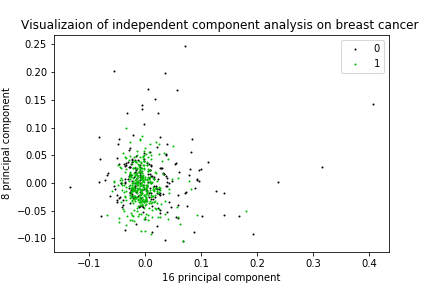 Visualizaion of independent component analysis on breast cancer
0.25
0.20
0.15
0.10
0.05
0.00
−0.05
−0.10
8 principal component
0
1
−0.1 0.0 0.1 0.2 0.3 0.4
16 principal component